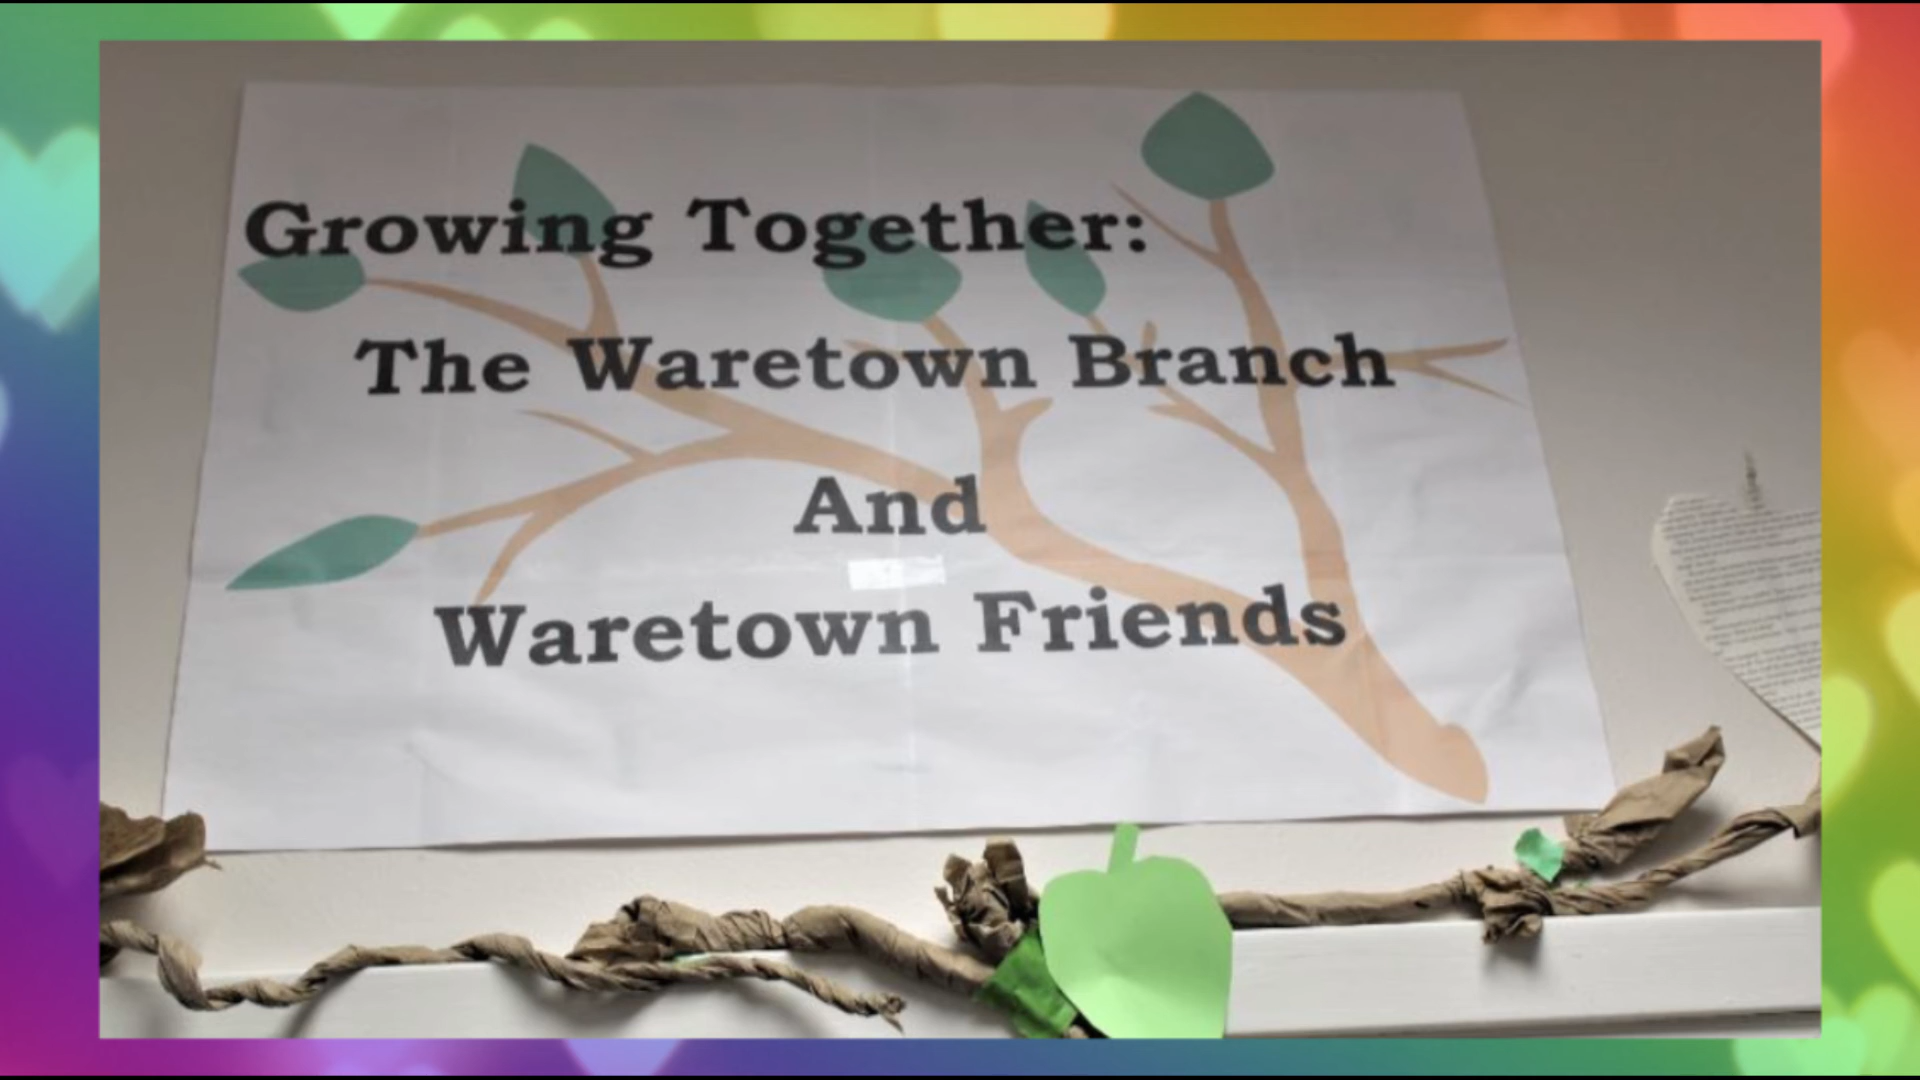 Growing Together:
The Waretown Branch
And
Waretown Friends